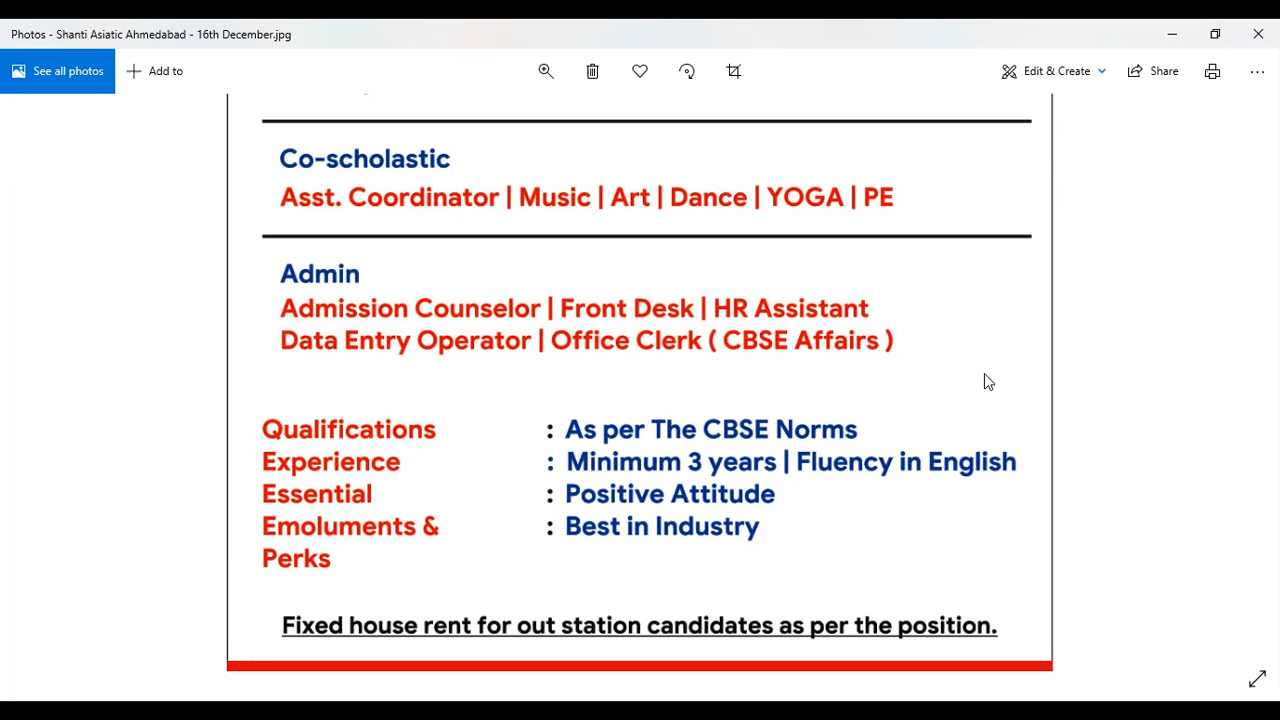 Photos - Shanti Asiatic Ahmedabad - 16th December.jpg
See all photos
Add to
Edit & Create
Share
Co-scholastic
Asst. Coordinator | Music | Art | Dance | YOGA | PE
Admin
Admission Counselor | Front Desk | HR Assistant
Data Entry Operator | Office Clerk ( CBSE Affairs )
Qualifications : As per The CBSE Norms
Experience : Minimum 3 years | Fluency in English
Essential : Positive Attitude
Emoluments & : Best in Industry
Perks
Fixed house rent for out station candidates as per the position.